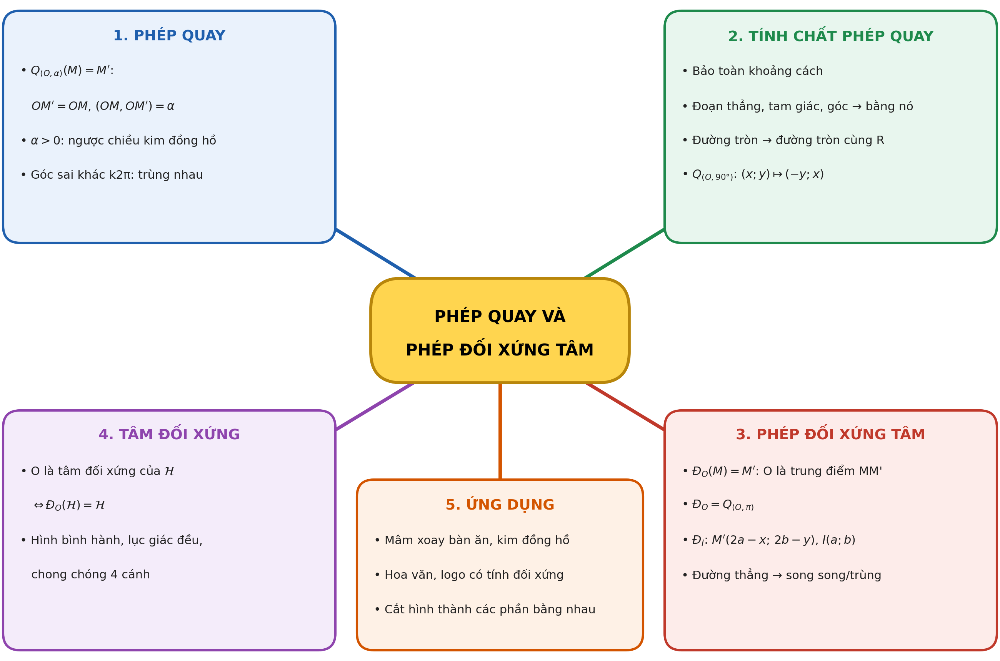 1. PHÉP QUAY
• Q_{(O,α)}(M) = M′:
OM′ = OM, (OM, OM′) = α
• α > 0: ngược chiều kim đồng hồ
• Góc sai khác k2π: trùng nhau
2. TÍNH CHẤT PHÉP QUAY
• Bảo toàn khoảng cách
• Đoạn thẳng, tam giác, góc → bằng nó
• Đường tròn → đường tròn cùng R
• Q_{(O,90°)}: (x; y) ↦ (−y; x)
PHÉP QUAY VÀ
PHÉP ĐỐI XỨNG TÂM
3. PHÉP ĐỐI XỨNG TÂM
• Đ_O(M) = M′: O là trung điểm MM'
• Đ_O = Q_{(O,π)}
• Đ_I: M′(2a − x; 2b − y), I(a; b)
• Đường thẳng → song song/trùng
4. TÂM ĐỐI XỨNG
• O là tâm đối xứng của ℋ
⇔ Đ_O(ℋ) = ℋ
• Hình bình hành, lục giác đều,
chong chóng 4 cánh
5. ỨNG DỤNG
• Mâm xoay bàn ăn, kim đồng hồ
• Hoa văn, logo có tính đối xứng
• Cắt hình thành các phần bằng nhau